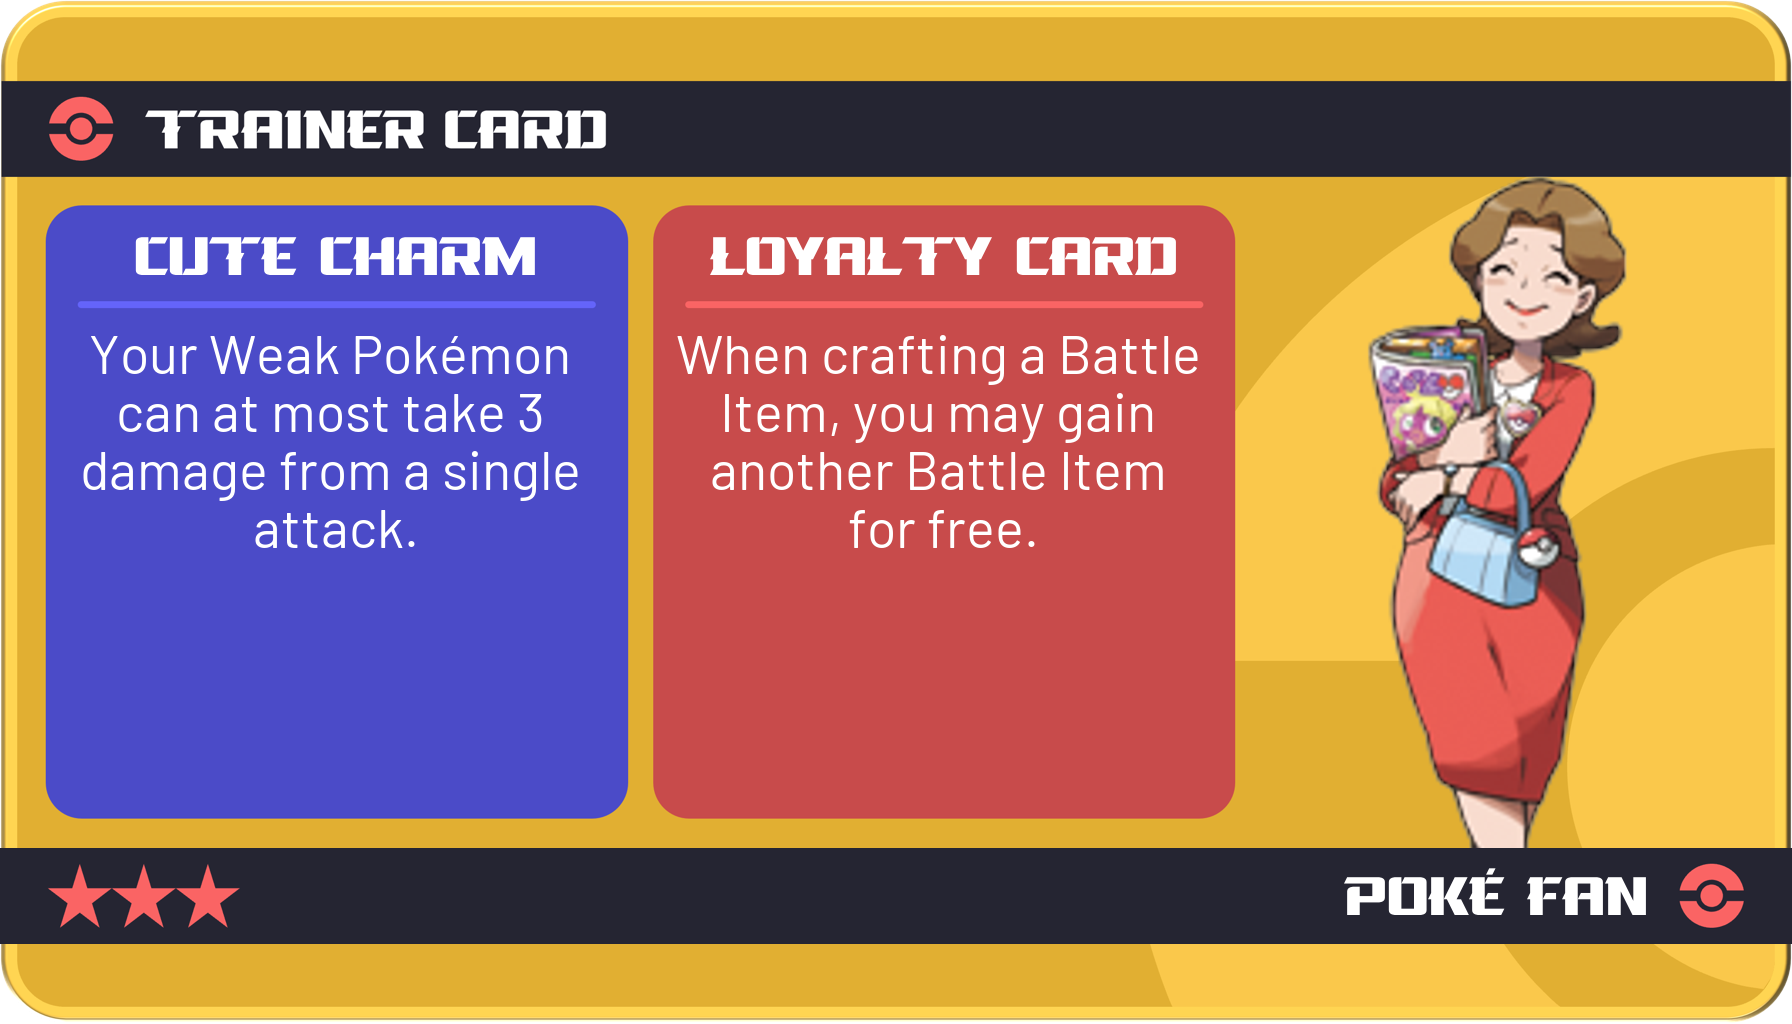 TRAINER CARD
CUTE CHARM
Your Weak Pokémon
can at most take 3
damage from a single
attack.
LOYALTY CARD
When crafting a Battle
Item, you may gain
another Battle Item
for free.
POKÉ FAN